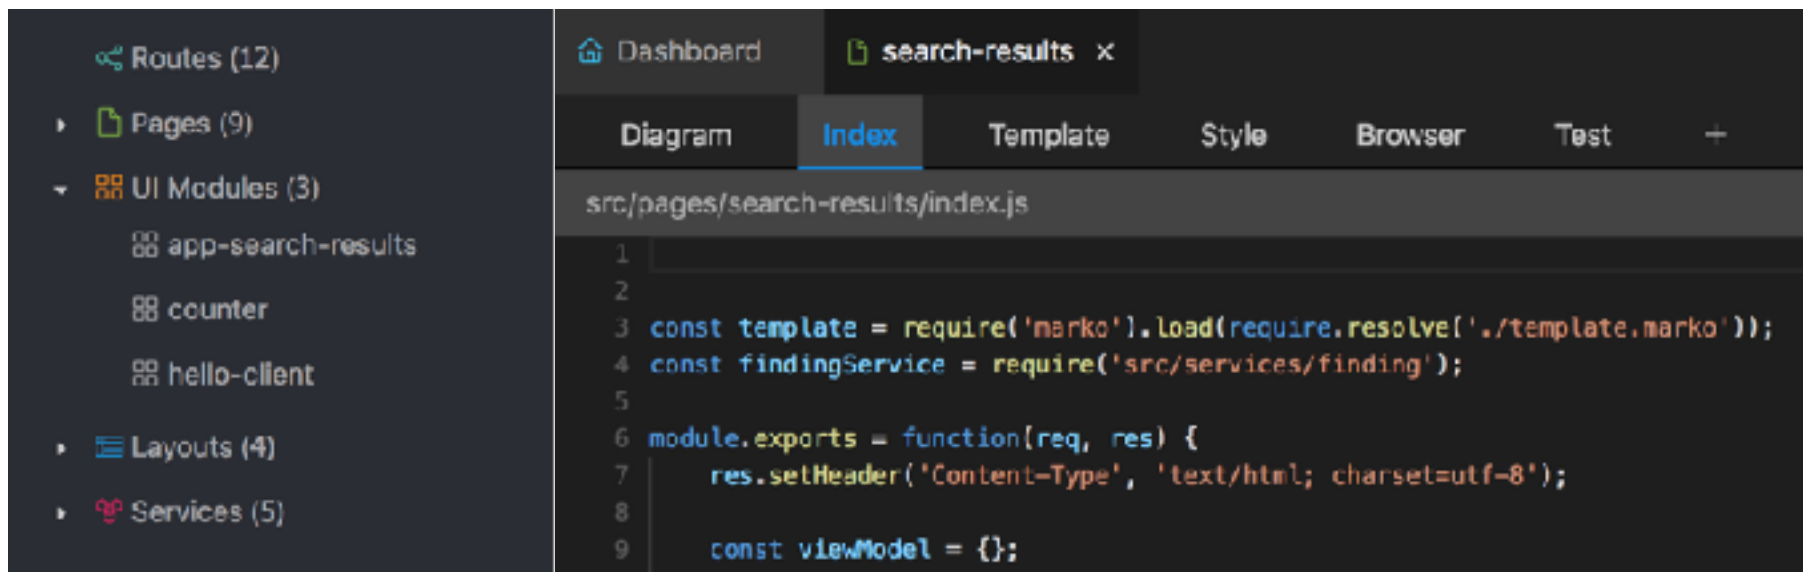 Routes (12)
Pages (9)
UI Modules (3)
app-search-results
counter
hello-client
Layouts (4)
Services (5)
Dashboard search-results ×
Diagram Index Template Style Browser Test +
src/pages/search-results/index.js
1
2
3 const template = require('marko').load(require.resolve('./template.marko'));
4 const findingService = require('src/services/finding');
5
6 module.exports = function(req, res) {
7 res.setHeader('Content-Type', 'text/html; charset=utf-8');
8
9 const viewModel = {};